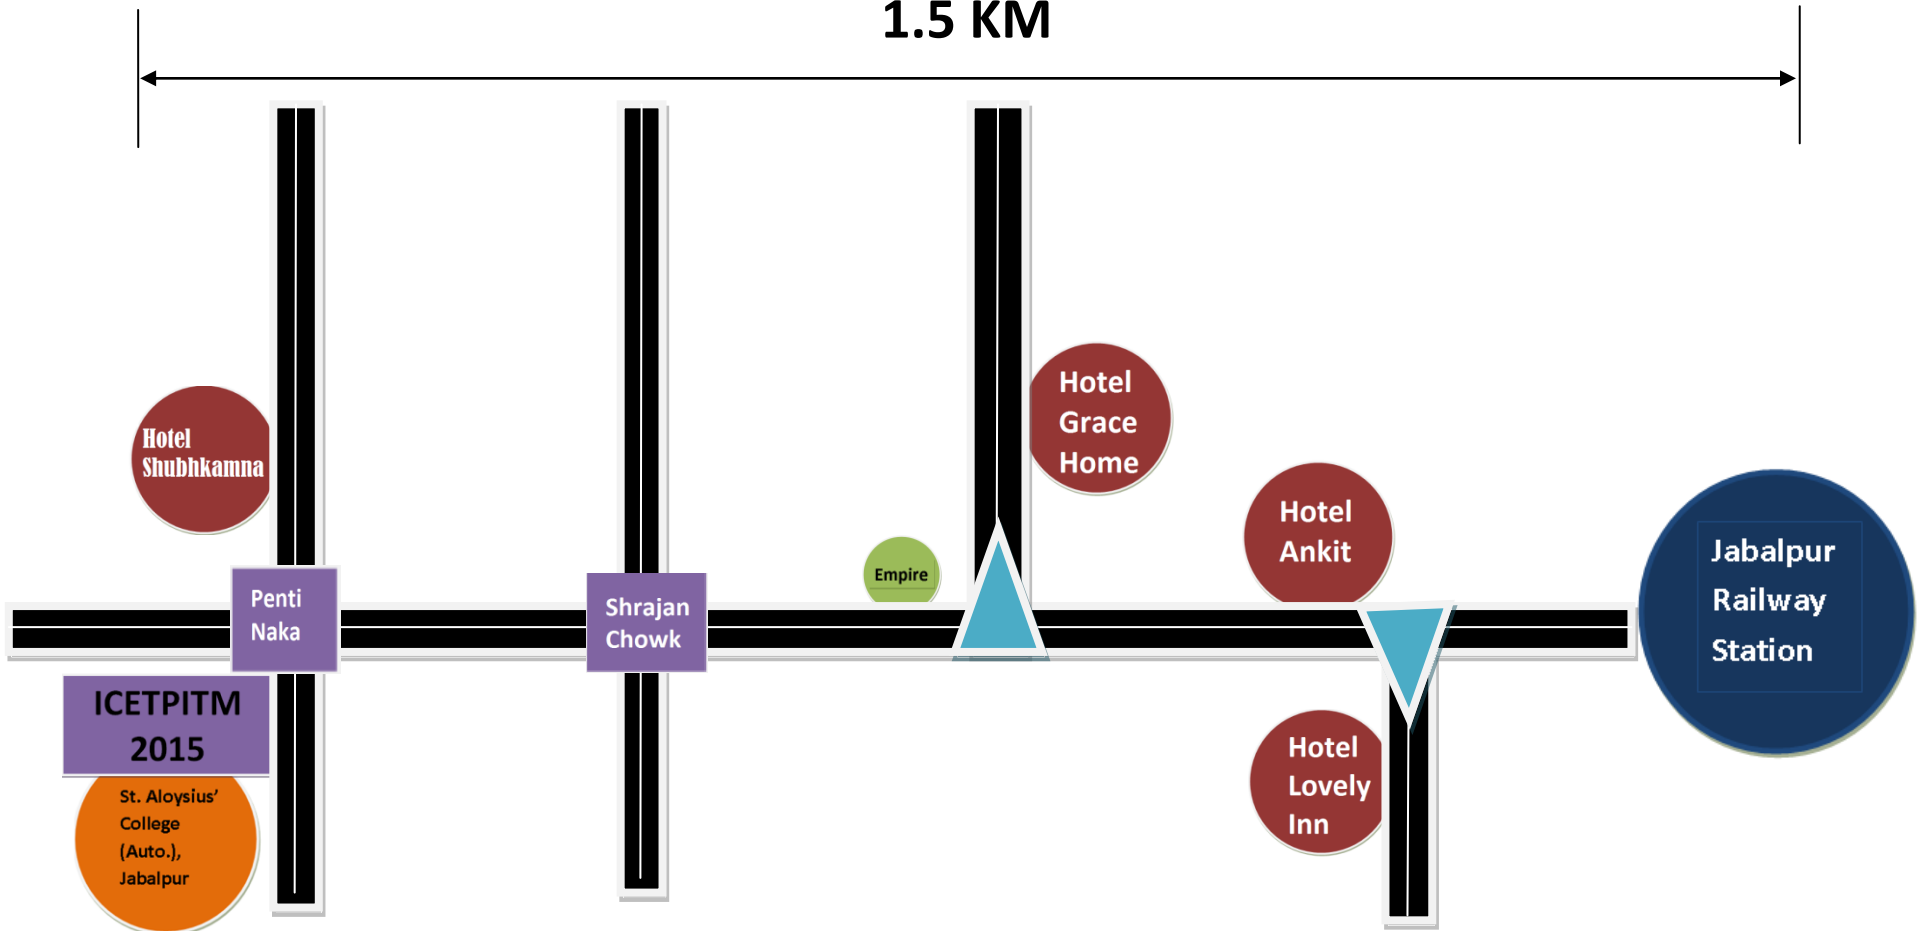 1.5 KM
Hotel
Grace
Home
Hotel
Shubhkamna
Hotel
Ankit
Empire
Jabalpur
Railway
Station
Penti
Naka
Shrajan
Chowk
ICETPITM
2015
Hotel
Lovely
Inn
St. Aloysius’
College
(Auto.),
Jabalpur